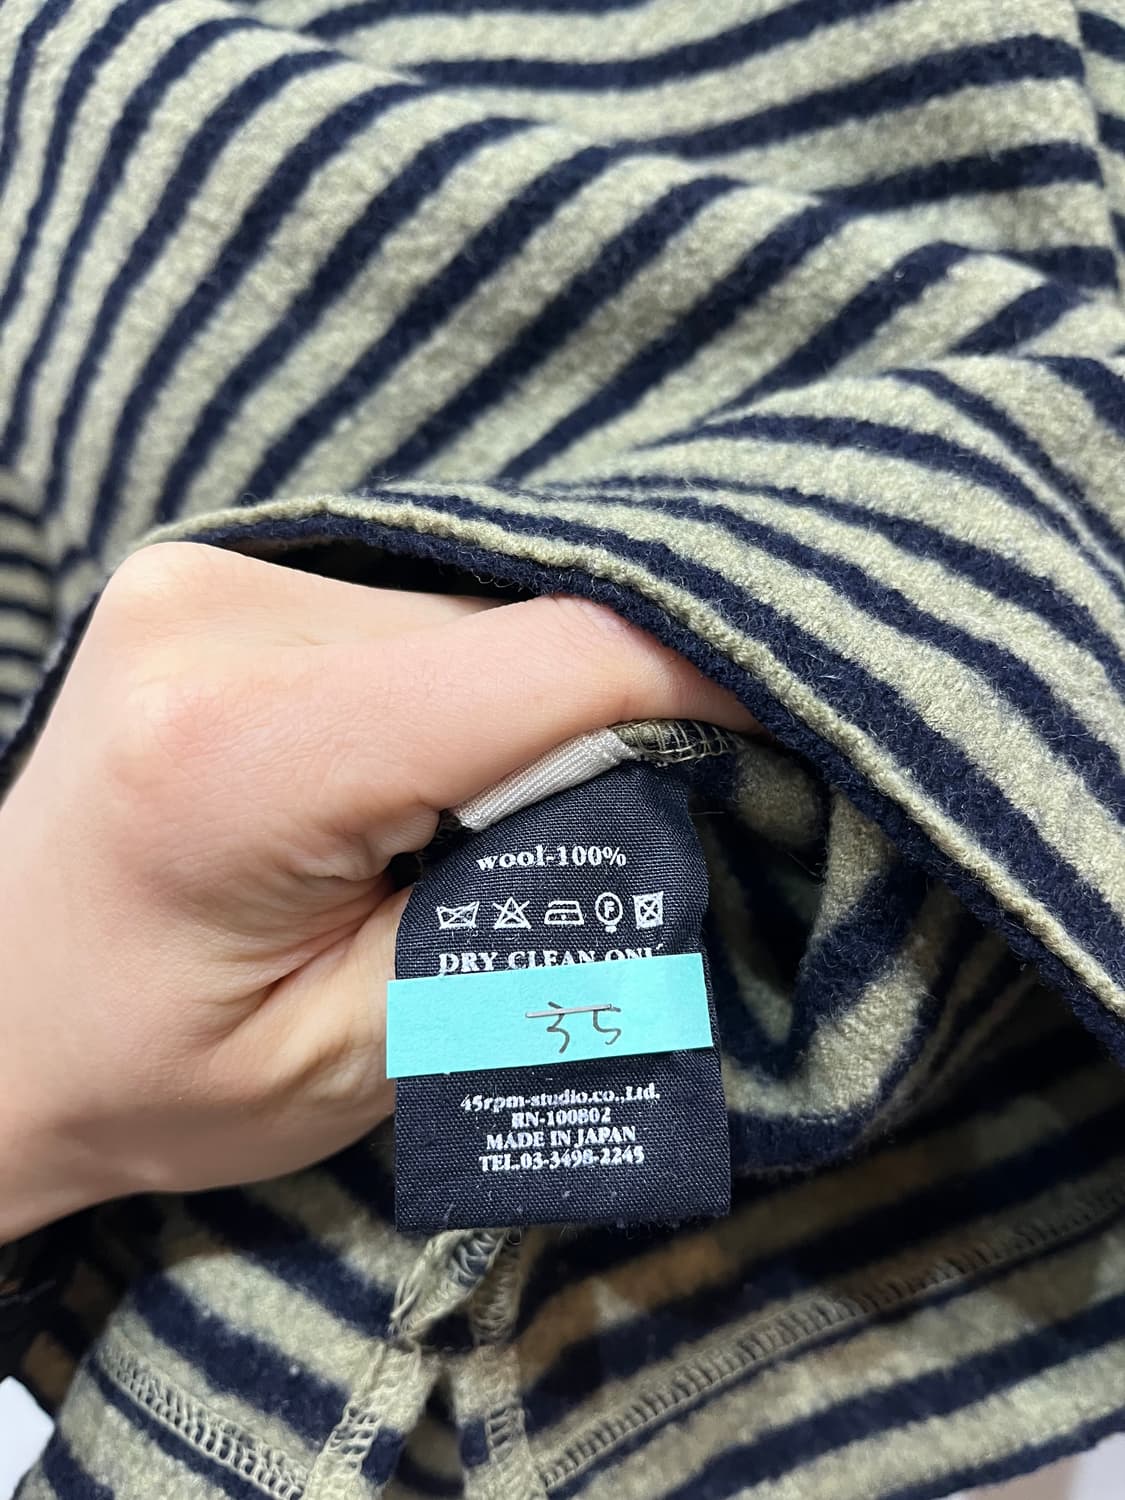 wool-100%
DRY CLEAN ONL
35
45rpm-studio.co.,Ltd.
RN-100802
MADE IN JAPAN
TEL.03-3498-2245